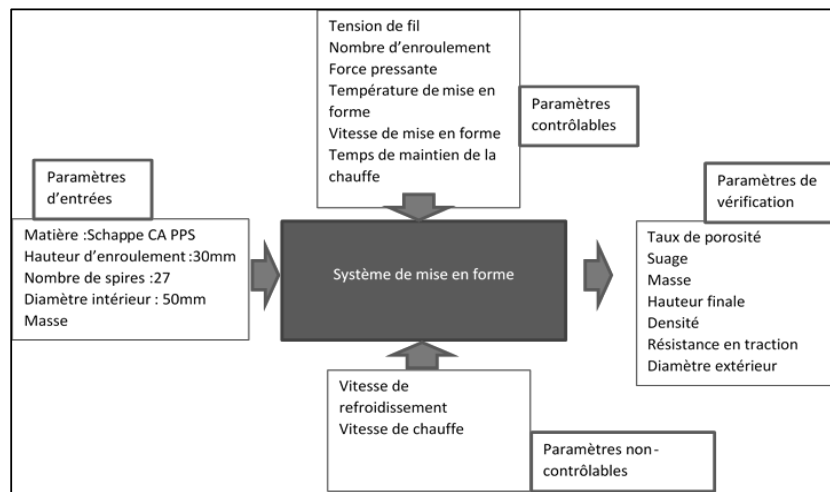 Tension de fil
Nombre d'enroulement
Force pressante
Température de mise en
forme
Vitesse de mise en forme
Temps de maintien de la
chauffe
Paramètres
contrôlables
Paramètres
d'entrées
Matière :Schappe CA PPS
Hauteur d'enroulement :30mm
Nombre de spires :27
Diamètre intérieur : 50mm
Masse
Système de mise en forme
Paramètres de
vérification
Taux de porosité
Suage
Masse
Hauteur finale
Densité
Résistance en traction
Diamètre extérieur
Vitesse de
refroidissement
Vitesse de chauffe
Paramètres non-
contrôlables